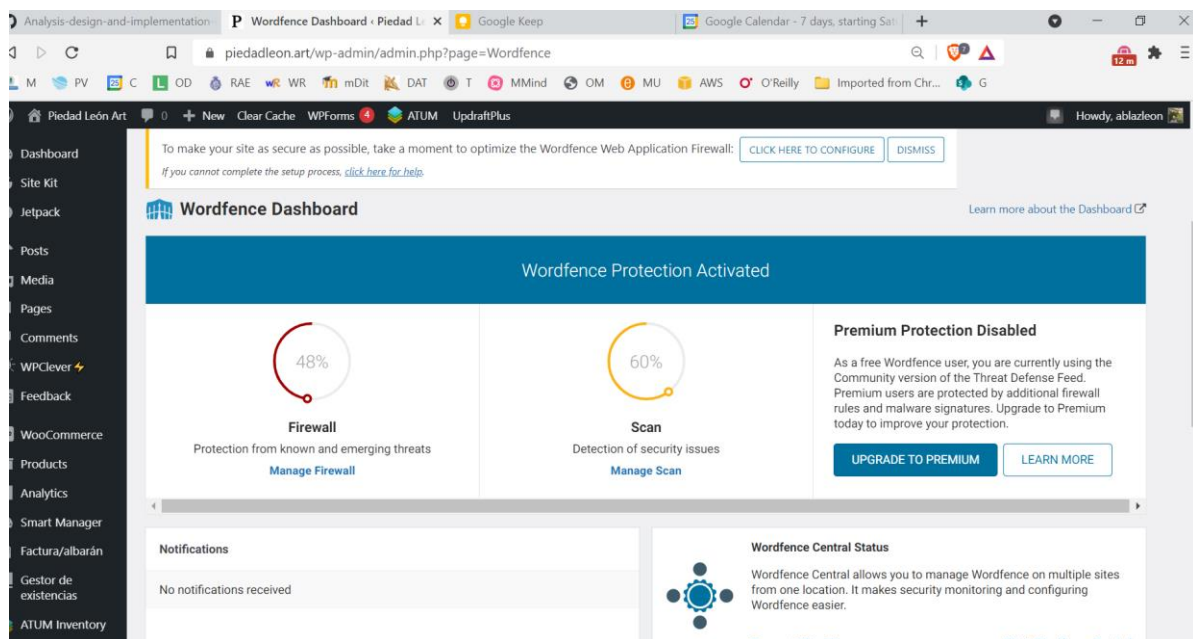 Analysis-design-and-implementation
P Wordfence Dashboard ‹ Piedad L
Google Keep
Google Calendar - 7 days, starting Sat
piedadleon.art/wp-admin/admin.php?page=Wordfence
12 m
M PV C OD RAE WR mDit DAT T MMind OM MU AWS O'Reilly Imported from Chr... G
Piedad León Art 0 + New Clear Cache WPForms 4 ATUM UpdraftPlus Howdy, ablazleon
Dashboard
Site Kit
Jetpack
Posts
Media
Pages
Comments
WPClever
Feedback
WooCommerce
Products
Analytics
Smart Manager
Factura/albarán
Gestor de
existencias
ATUM Inventory
To make your site as secure as possible, take a moment to optimize the Wordfence Web Application Firewall: CLICK HERE TO CONFIGURE DISMISS
If you cannot complete the setup process, click here for help.
Wordfence Dashboard
Learn more about the Dashboard
Wordfence Protection Activated
48%
Firewall
Protection from known and emerging threats
Manage Firewall
60%
Scan
Detection of security issues
Manage Scan
Premium Protection Disabled
As a free Wordfence user, you are currently using the
Community version of the Threat Defense Feed.
Premium users are protected by additional firewall
rules and malware signatures. Upgrade to Premium
today to improve your protection.
UPGRADE TO PREMIUM LEARN MORE
Notifications
No notifications received
Wordfence Central Status
Wordfence Central allows you to manage Wordfence on multiple sites
from one location. It makes security monitoring and configuring
Wordfence easier.